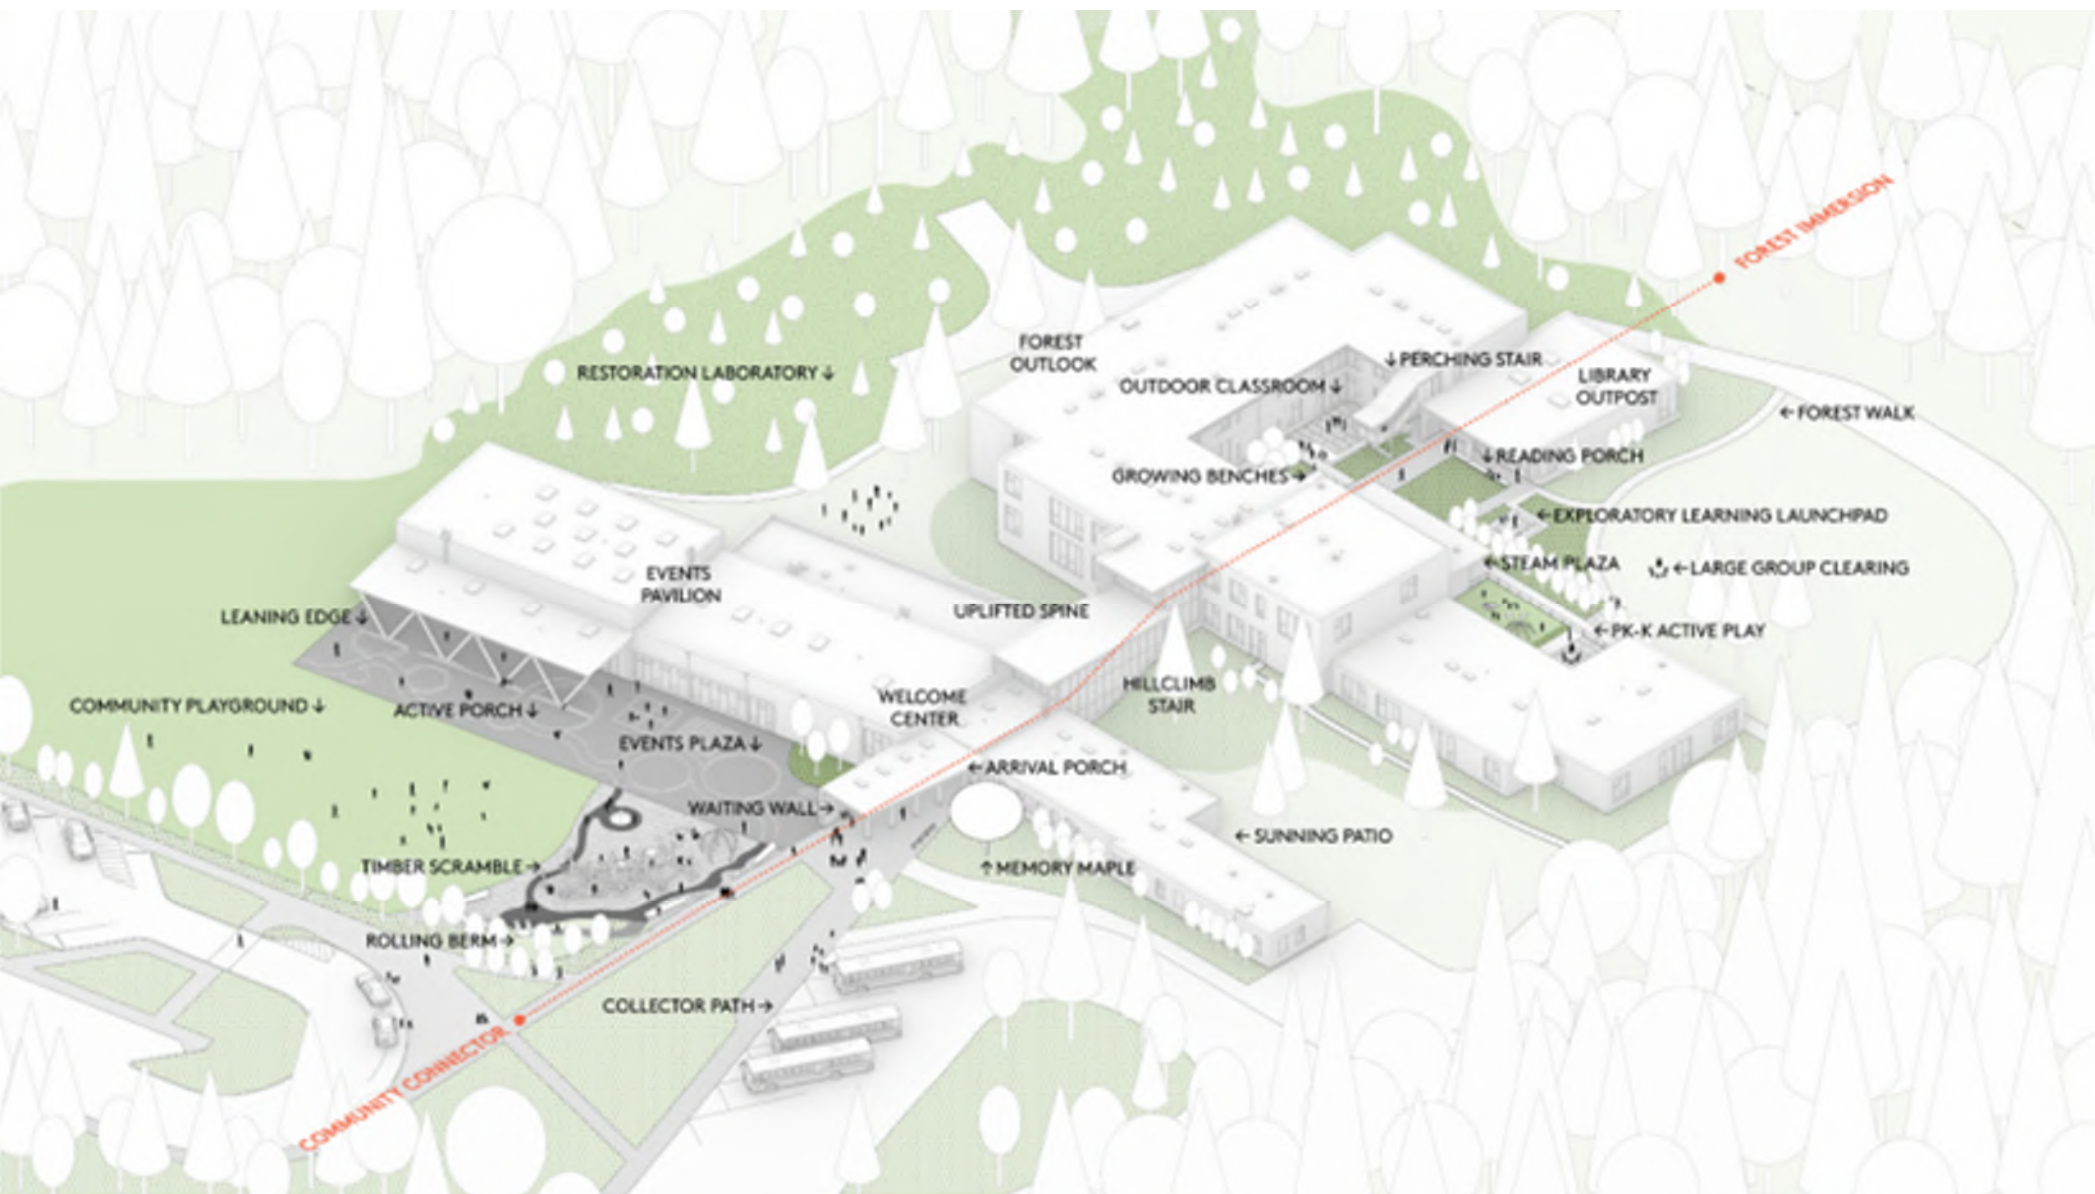 FOREST IMMERSION
FOREST
OUTLOOK
↓PERCHING STAIR
RESTORATION LABORATORY↓
OUTDOOR CLASSROOM↓
LIBRARY
OUTPOST
←FOREST WALK
↓READING PORCH
GROWING BENCHES→
←EXPLORATORY LEARNING LAUNCHPAD
←STEAM PLAZA
←LARGE GROUP CLEARING
EVENTS
PAVILION
LEANING EDGE↓
UPLIFTED SPINE
←PK-K ACTIVE PLAY
HILLCLIMB
STAIR
WELCOME
CENTER
COMMUNITY PLAYGROUND↓
ACTIVE PORCH↓
EVENTS PLAZA↓
←ARRIVAL PORCH
WAITING WALL→
←SUNNING PATIO
TIMBER SCRAMBLE→
↑MEMORY MAPLE
ROLLING BERM→
COLLECTOR PATH→
COMMUNITY CONNECTOR